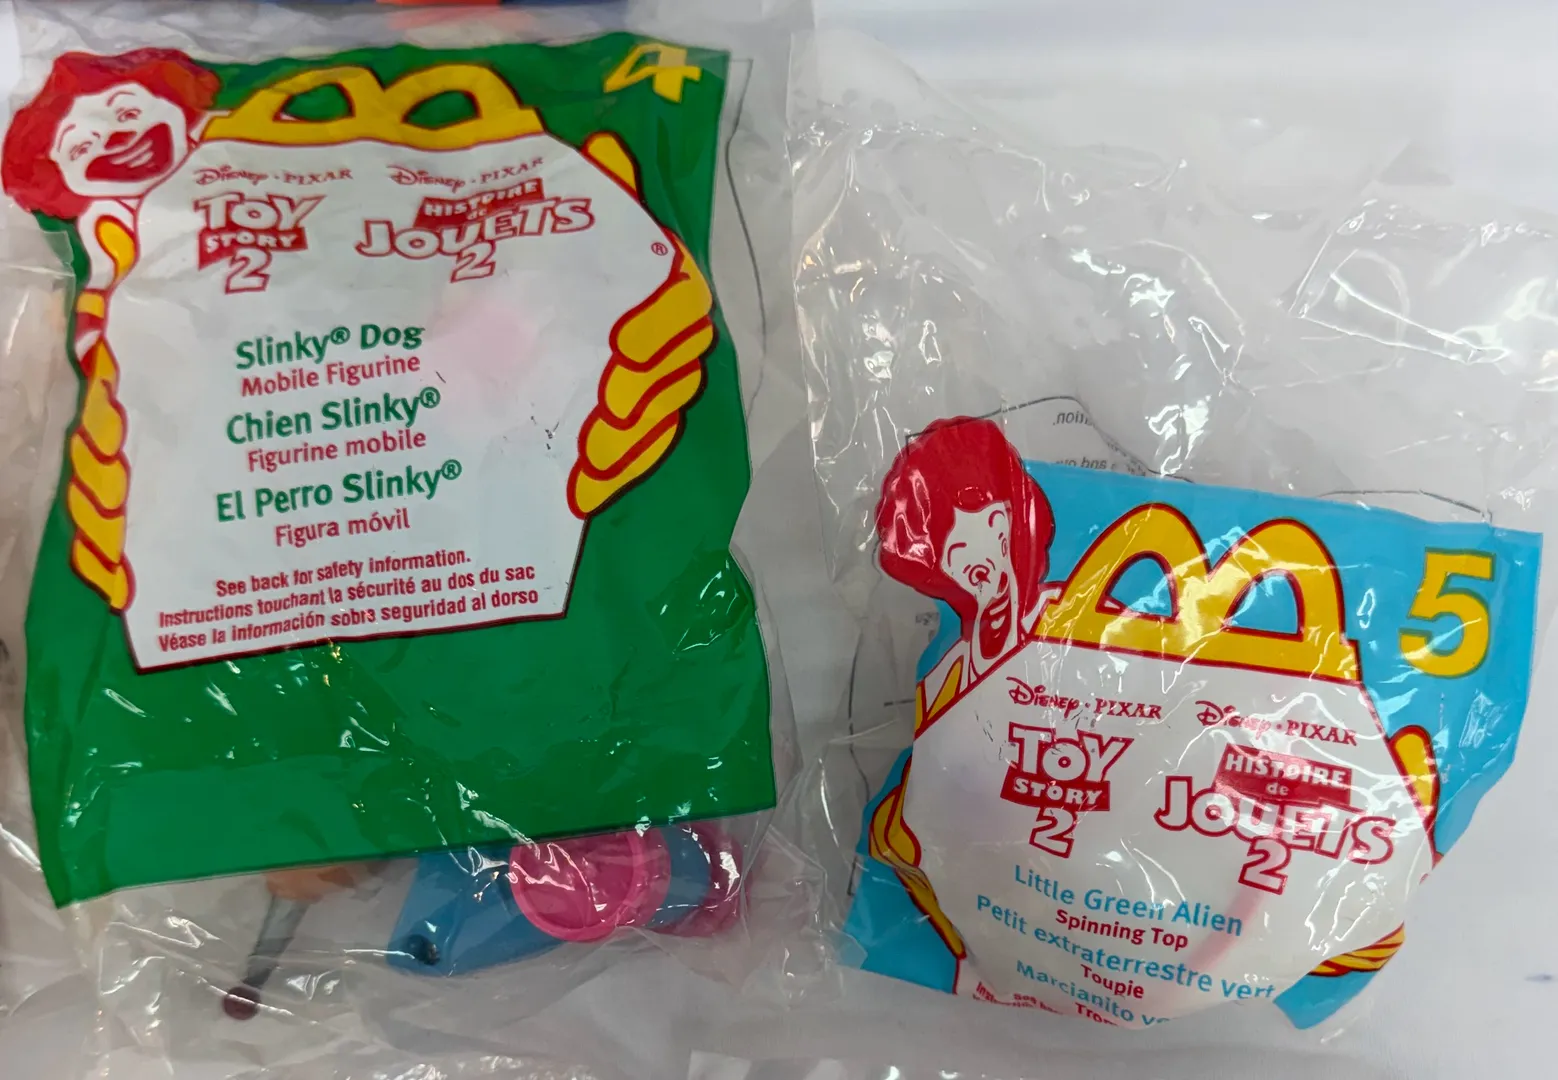 4
Disney · PIXAR
TOY
STORY
2
Disney · PIXAR
HISTOIRE
de
JOUETS
2
®
Slinky® Dog
Mobile Figurine
Chien Slinky®
Figurine mobile
El Perro Slinky®
Figura móvil
See back for safety information.
Instructions touchant la sécurité au dos du sac
Véase la información sobre seguridad al dorso
5
Disney · PIXAR
TOY
STORY
2
Disney · PIXAR
HISTOIRE
de
JOUETS
2
Little Green Alien
Spinning Top
Petit extraterrestre vert
Toupie
Marcianito